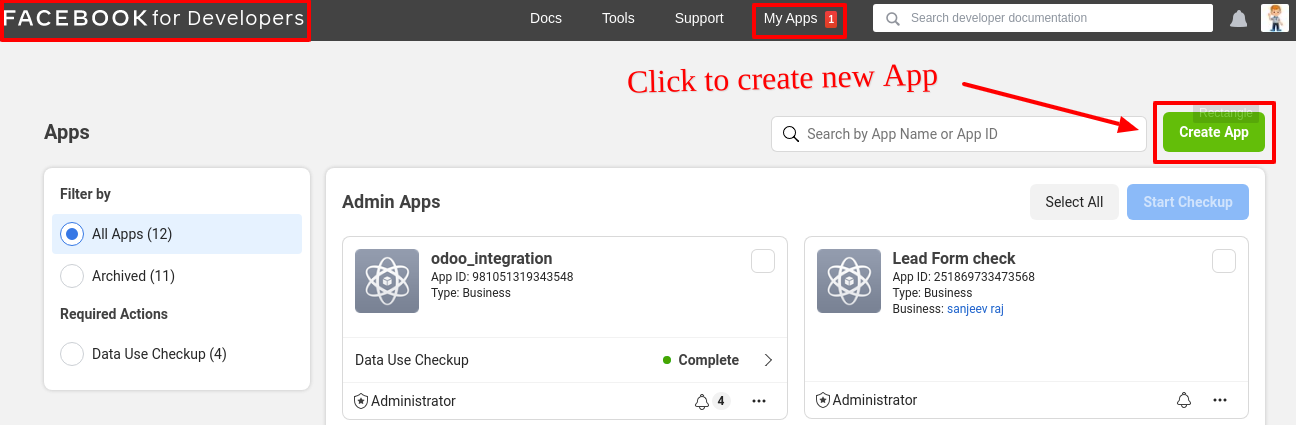 FACEBOOK for Developers
Docs Tools Support My Apps 1 Search developer documentation
Click to create new App
Rectangle
Apps Search by App Name or App ID Create App
Filter by
All Apps (12)
Archived (11)
Required Actions
Data Use Checkup (4)
Admin Apps Select All Start Checkup
odoo_integration
App ID: 981051319343548
Type: Business
Data Use Checkup Complete
Administrator 4
Lead Form check
App ID: 251869733473568
Type: Business
Business: sanjeev raj
Administrator